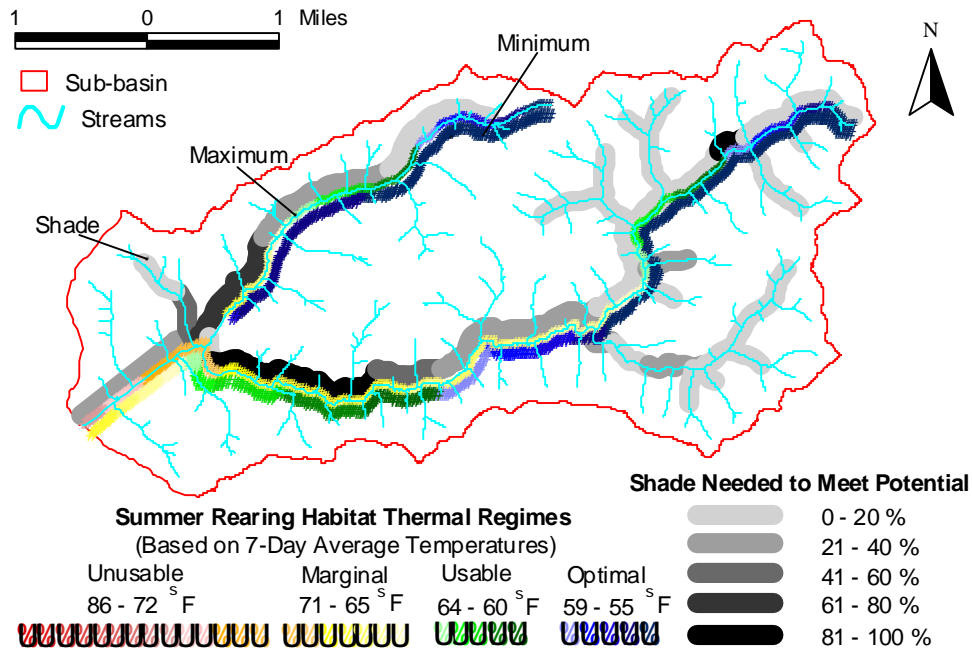 1 0 1 Miles
Sub-basin
Streams
Minimum
N
Maximum
Shade
Shade Needed to Meet Potential
0 - 20 %
21 - 40 %
41 - 60 %
61 - 80 %
81 - 100 %
Summer Rearing Habitat Thermal Regimes
(Based on 7-Day Average Temperatures)
Unusable
86 - 72 s F
Marginal
71 - 65 s F
Usable
64 - 60 s F
Optimal
59 - 55 s F